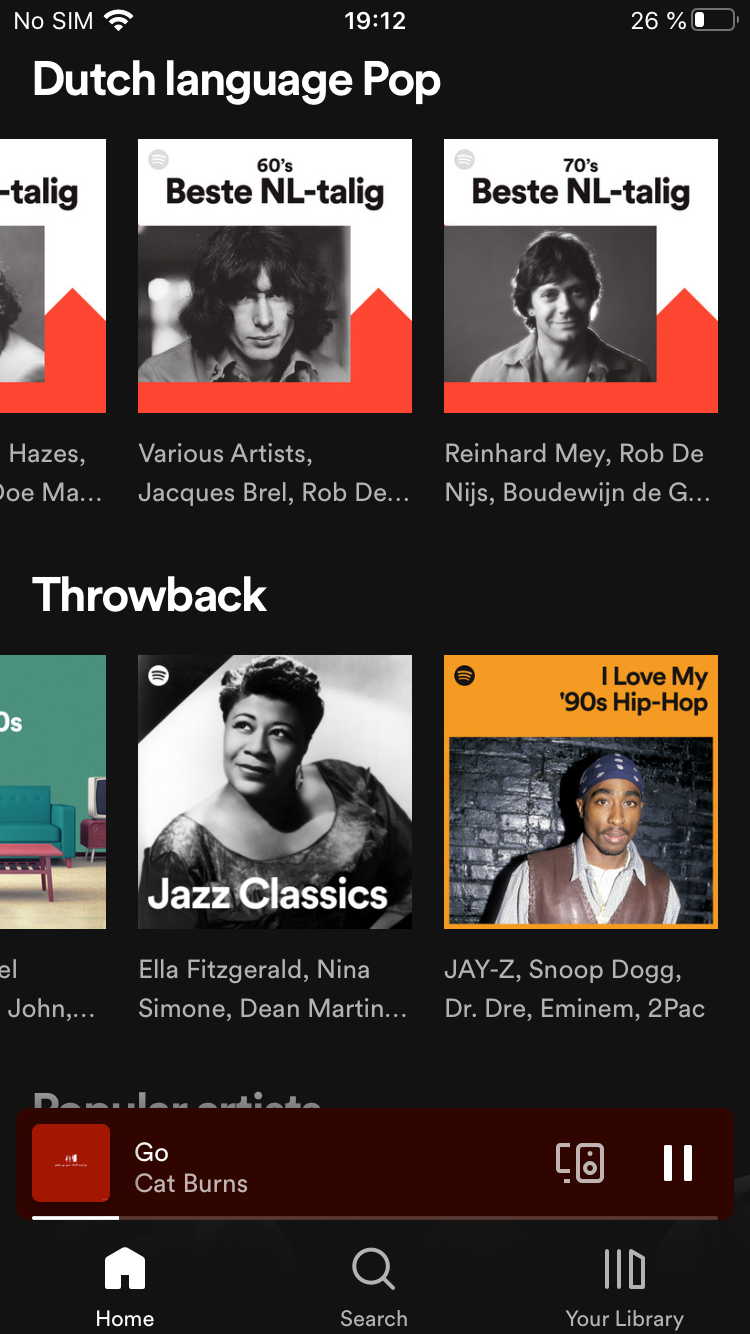 No SIM
19:12
26 %
Dutch language Pop
-talig
60's
Beste NL-talig
70's
Beste NL-talig
Hazes,
Doe Ma...
Various Artists,
Jacques Brel, Rob De...
Reinhard Mey, Rob De
Nijs, Boudewijn de G...
Throwback
0s
Jazz Classics
I Love My
'90s Hip-Hop
el
John,...
Ella Fitzgerald, Nina
Simone, Dean Martin...
JAY-Z, Snoop Dogg,
Dr. Dre, Eminem, 2Pac
Popular artists
Go
Cat Burns
Home
Search
Your Library